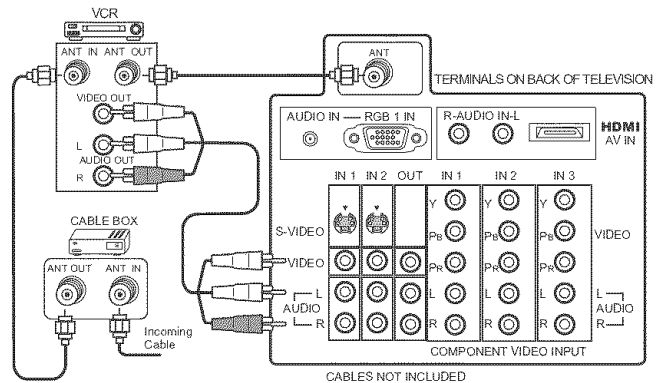 VCR
ANT IN ANT OUT
ANT
TERMINALS ON BACK OF TELEVISION
VIDEO OUT
L
AUDIO OUT
R
AUDIO IN RGB 1 IN
R-AUDIO IN-L
HDMI
AV IN
IN 1 IN 2 OUT IN 1 IN 2 IN 3
S-VIDEO
Y Y Y
PB PB PB
VIDEO
VIDEO
PR PR PR
L
AUDIO
R
L L L
R R R
L
AUDIO
R
COMPONENT VIDEO INPUT
CABLE BOX
ANT OUT ANT IN
Incoming
Cable
CABLES NOT INCLUDED